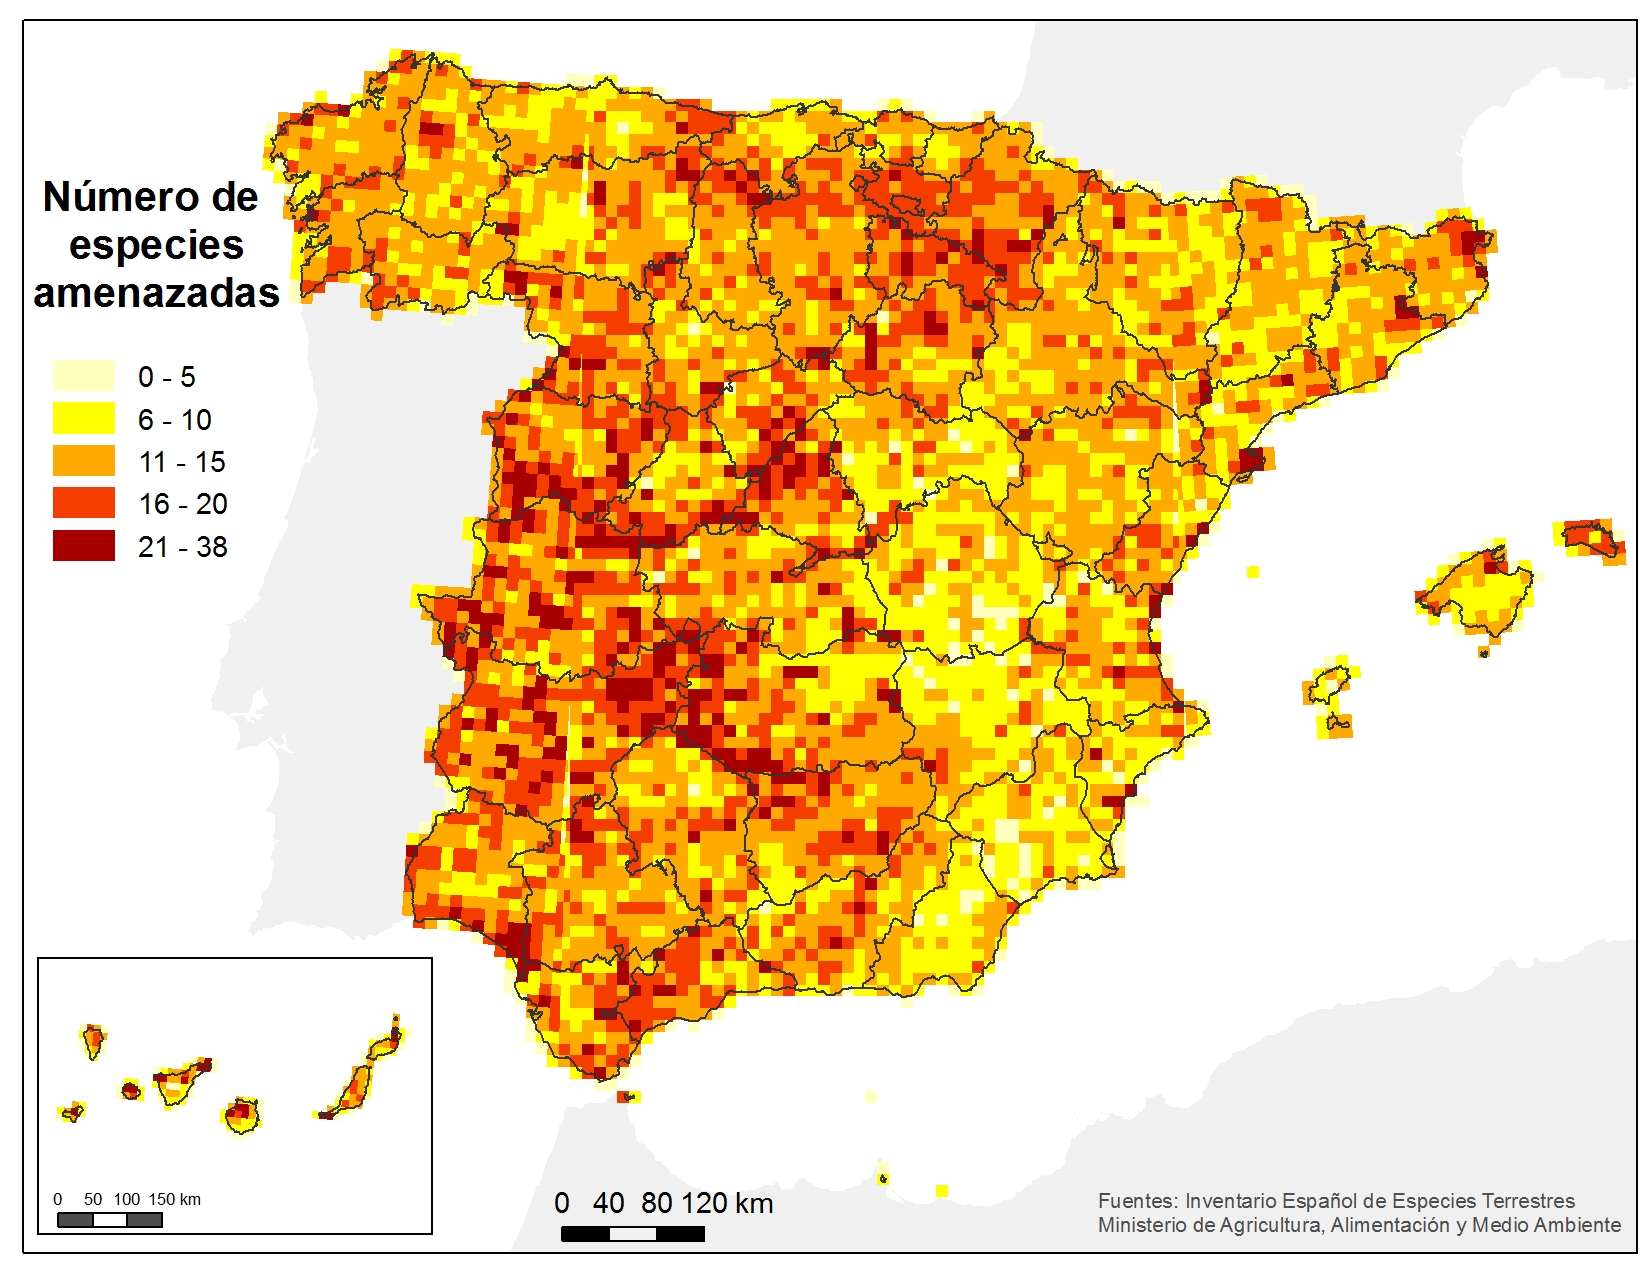 Número de
especies
amenazadas
0 - 5
6 - 10
11 - 15
16 - 20
21 - 38
0 50 100 150 km
0 40 80 120 km
Fuentes: Inventario Español de Especies Terrestres
Ministerio de Agricultura, Alimentación y Medio Ambiente